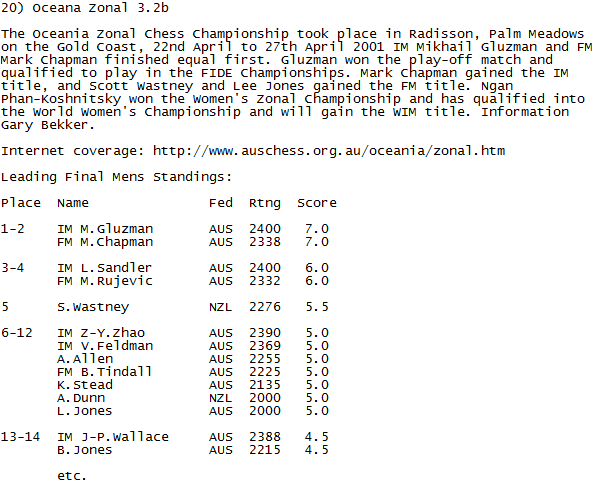 20) Oceana Zonal 3.2b
The Oceania Zonal Chess Championship took place in Radisson, Palm Meadows
on the Gold Coast, 22nd April to 27th April 2001 IM Mikhail Gluzman and FM
Mark Chapman finished equal first. Gluzman won the play-off match and
qualified to play in the FIDE Championships. Mark Chapman gained the IM
title, and Scott Wastney and Lee Jones gained the FM title. Ngan
Phan-Koshnitsky won the Women's Zonal Championship and has qualified into
the World Women's Championship and will gain the WIM title. Information
Gary Bekker.
Internet coverage: http://www.auschess.org.au/oceania/zonal.htm
Leading Final Mens Standings:
Place Name Fed Rtng Score
1-2 IM M.Gluzman AUS 2400 7.0
FM M.Chapman AUS 2338 7.0
3-4 IM L.Sandler AUS 2400 6.0
FM M.Rujevic AUS 2332 6.0
5 S.Wastney NZL 2276 5.5
6-12 IM Z-Y.Zhao AUS 2390 5.0
IM V.Feldman AUS 2369 5.0
A.Allen AUS 2255 5.0
FM B.Tindall AUS 2225 5.0
K.Stead AUS 2135 5.0
A.Dunn NZL 2000 5.0
L.Jones AUS 2000 5.0
13-14 IM J-P.Wallace AUS 2388 4.5
B.Jones AUS 2215 4.5
etc.